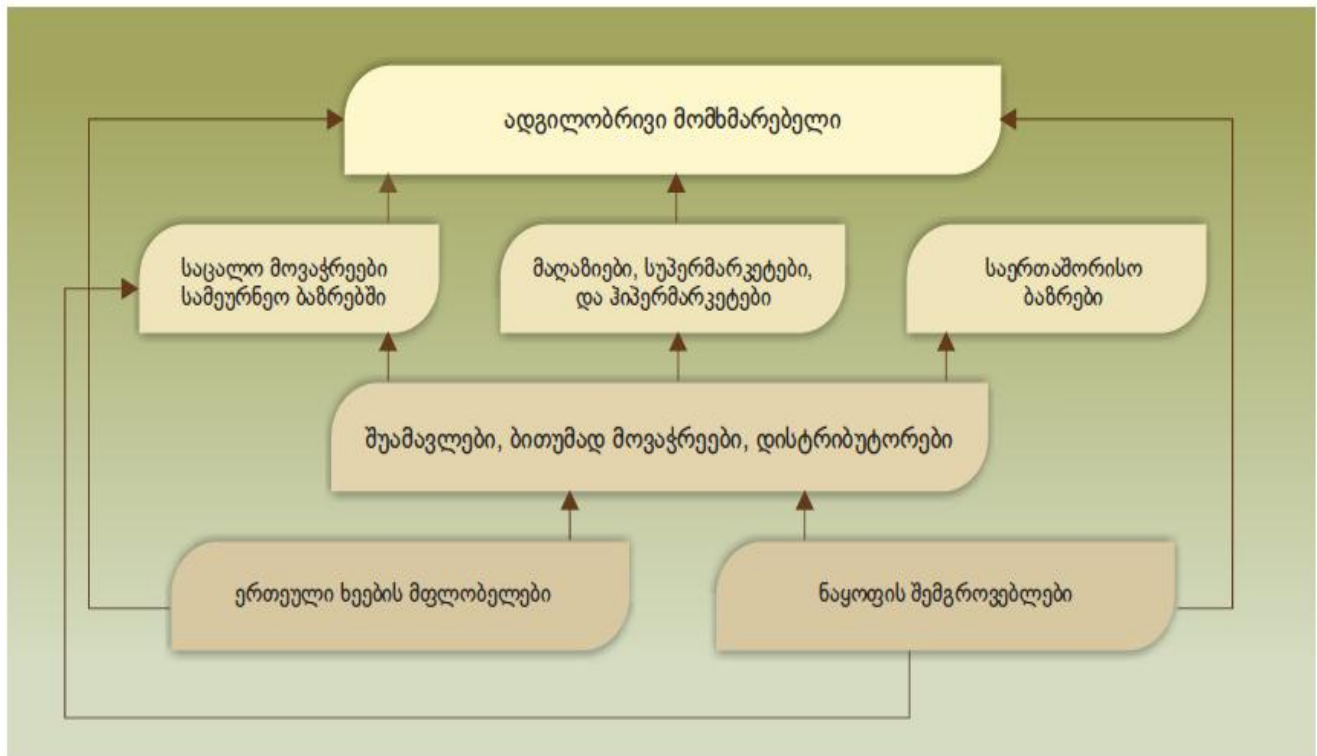 ადგილობრივი მომხმარებელი
საცალო მოვაჭრეები
სამეურნეო ბაზრებში
მაღაზიები, სუპერმარკეტები,
და ჰიპერმარკეტები
საერთაშორისო
ბაზრები
შუამავლები, ბითუმად მოვაჭრეები, დისტრიბუტორები
ერთეული ხეების მფლობელები
ნაყოფის შემგროვებლები